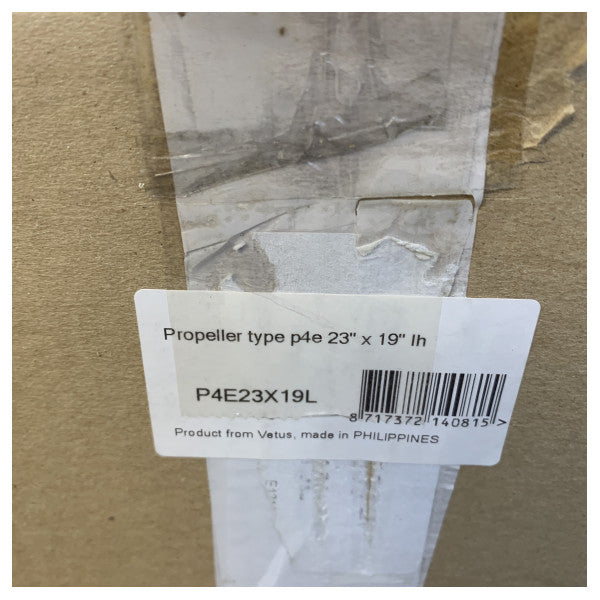 Propeller type p4e 23" x 19" lh
P4E23X19L
8 717372 140815 >
Product from Vetus, made in PHILIPPINES